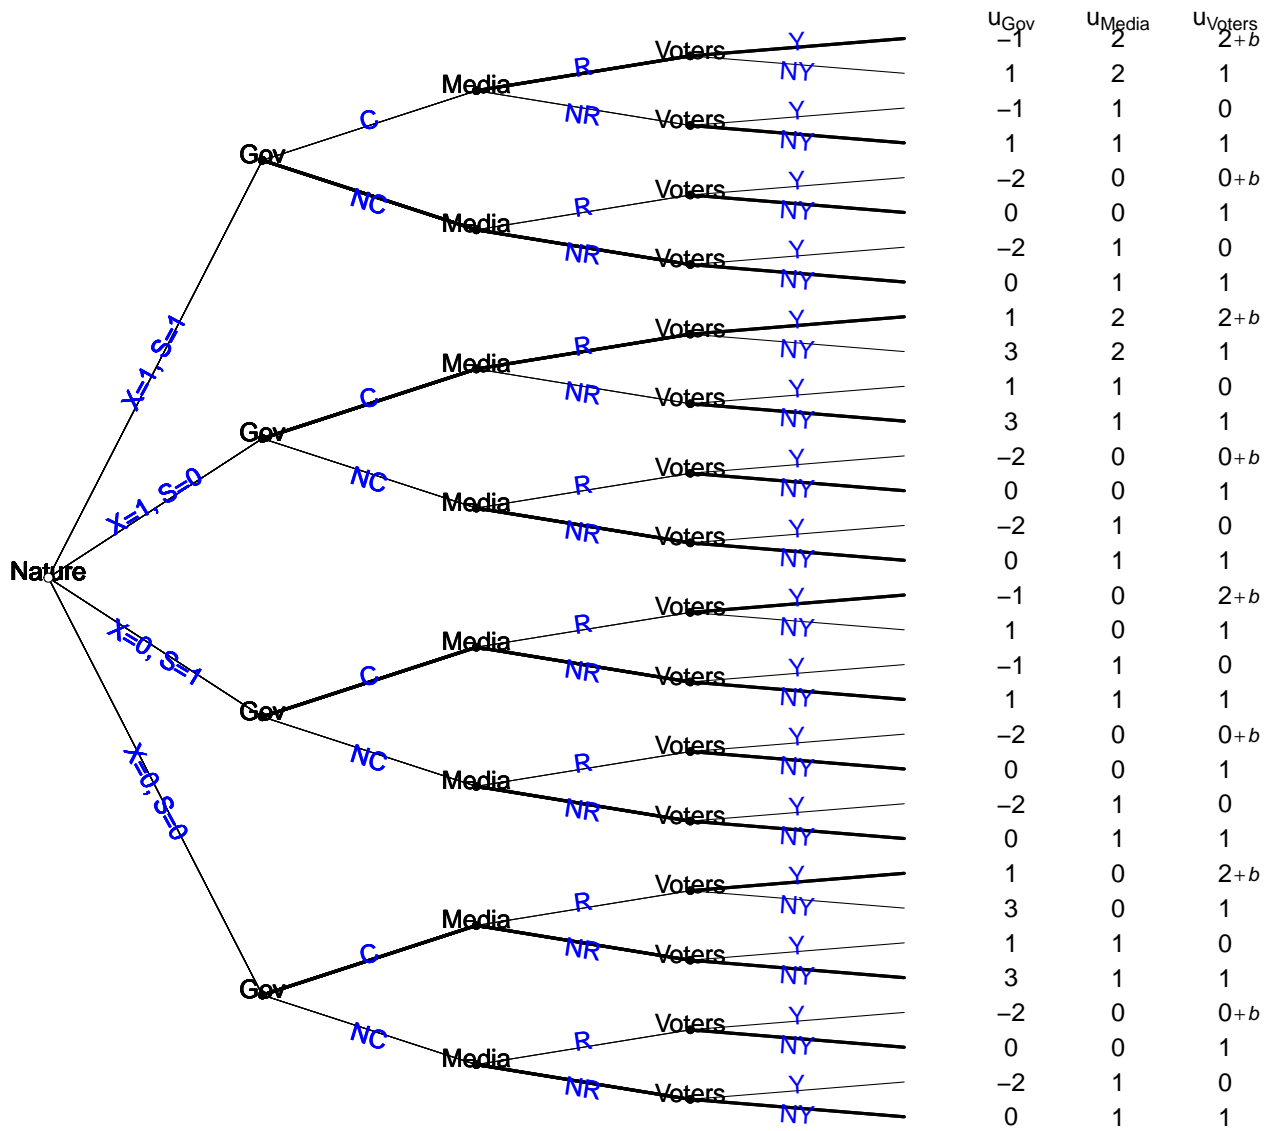 u_Gov u_Media u_Voters
Voters Y −1 2 2+b
Media R NY 1 2 1
C NR Voters Y −1 1 0
Gov NY 1 1 1
NC Voters Y −2 0 0+b
Media R NY 0 0 1
NR Voters Y −2 1 0
NY 0 1 1
X=1, S=1 Voters Y 1 2 2+b
Media R NY 3 2 1
C NR Voters Y 1 1 0
Gov NY 3 1 1
X=1, S=0 NC Voters Y −2 0 0+b
Media R NY 0 0 1
NR Voters Y −2 1 0
Nature NY 0 1 1
Voters Y −1 0 2+b
X=0, S=1 Media R NY 1 0 1
C NR Voters Y −1 1 0
Gov NY 1 1 1
NC Voters Y −2 0 0+b
X=0, S=0 Media R NY 0 0 1
NR Voters Y −2 1 0
NY 0 1 1
Voters Y 1 0 2+b
Media R NY 3 0 1
C NR Voters Y 1 1 0
Gov NY 3 1 1
NC Voters Y −2 0 0+b
Media R NY 0 0 1
NR Voters Y −2 1 0
NY 0 1 1